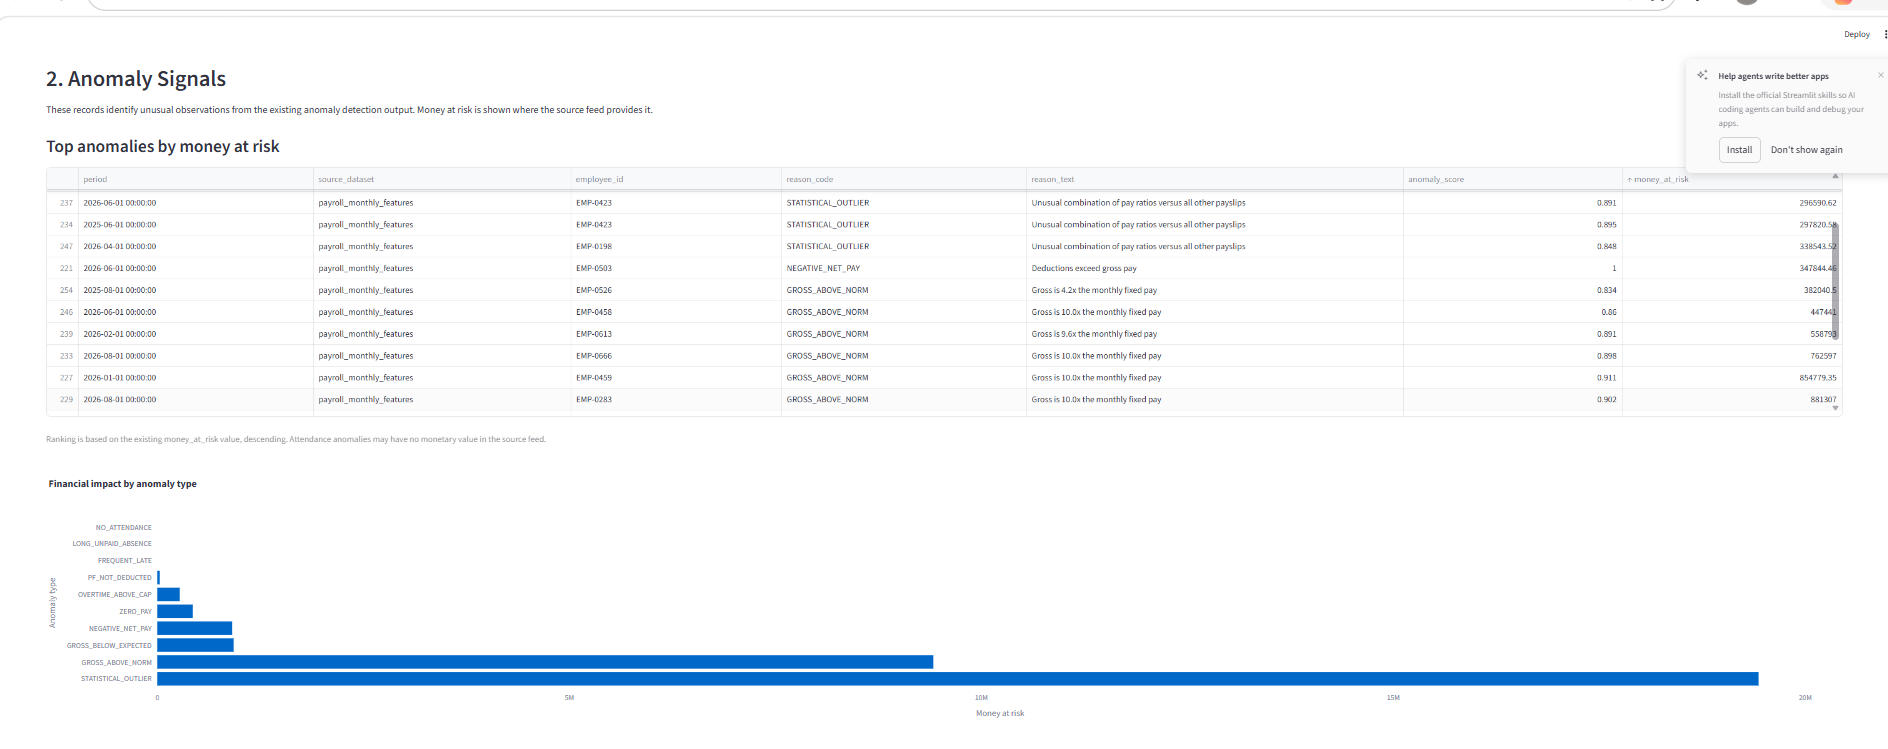 Deploy
2. Anomaly Signals
Help agents write better apps
Install the official Streamlit skills so AI
coding agents can build and debug your
apps.
Install Don't show again
These records identify unusual observations from the existing anomaly detection output. Money at risk is shown where the source feed provides it.
Top anomalies by money at risk
period source_dataset employee_id reason_code reason_text anomaly_score ↑ money_at_risk
237 2026-06-01 00:00:00 payroll_monthly_features EMP-0423 STATISTICAL_OUTLIER Unusual combination of pay ratios versus all other payslips 0.891 296590.62
234 2025-06-01 00:00:00 payroll_monthly_features EMP-0423 STATISTICAL_OUTLIER Unusual combination of pay ratios versus all other payslips 0.895 297820.58
247 2026-04-01 00:00:00 payroll_monthly_features EMP-0198 STATISTICAL_OUTLIER Unusual combination of pay ratios versus all other payslips 0.848 338543.52
221 2026-06-01 00:00:00 payroll_monthly_features EMP-0503 NEGATIVE_NET_PAY Deductions exceed gross pay 1 347844.46
254 2025-08-01 00:00:00 payroll_monthly_features EMP-0526 GROSS_ABOVE_NORM Gross is 4.2x the monthly fixed pay 0.834 382040.5
246 2026-06-01 00:00:00 payroll_monthly_features EMP-0458 GROSS_ABOVE_NORM Gross is 10.0x the monthly fixed pay 0.86 447441
239 2026-02-01 00:00:00 payroll_monthly_features EMP-0613 GROSS_ABOVE_NORM Gross is 9.6x the monthly fixed pay 0.891 558793
233 2026-08-01 00:00:00 payroll_monthly_features EMP-0666 GROSS_ABOVE_NORM Gross is 10.0x the monthly fixed pay 0.898 762597
227 2026-01-01 00:00:00 payroll_monthly_features EMP-0459 GROSS_ABOVE_NORM Gross is 10.0x the monthly fixed pay 0.911 854779.35
229 2026-08-01 00:00:00 payroll_monthly_features EMP-0283 GROSS_ABOVE_NORM Gross is 10.0x the monthly fixed pay 0.902 881307
Ranking is based on the existing money_at_risk value, descending. Attendance anomalies may have no monetary value in the source feed.
Financial impact by anomaly type
Anomaly type
NO_ATTENDANCE
LONG_UNPAID_ABSENCE
FREQUENT_LATE
PF_NOT_DEDUCTED
OVERTIME_ABOVE_CAP
ZERO_PAY
NEGATIVE_NET_PAY
GROSS_BELOW_EXPECTED
GROSS_ABOVE_NORM
STATISTICAL_OUTLIER
0 5M 10M 15M 20M
Money at risk